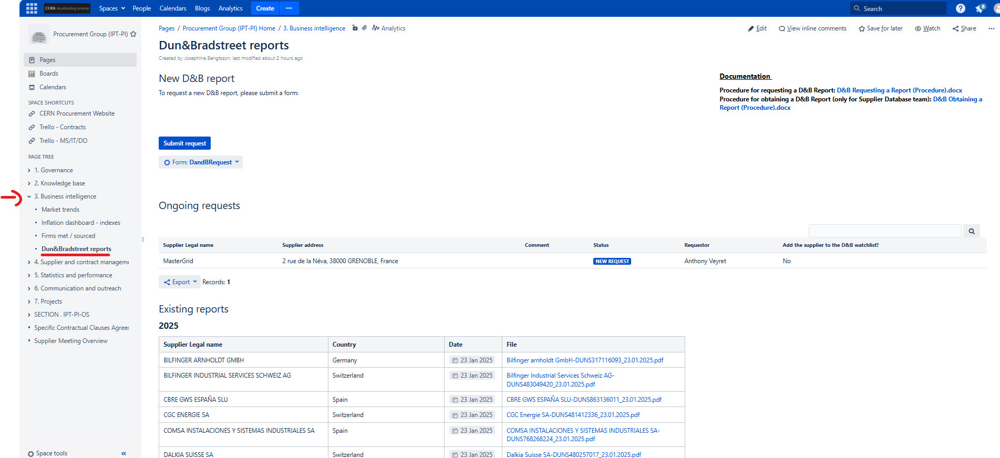 CERN Accelerating science Spaces People Calendars Blogs Analytics Create ··· Search ? 8
Procurement Group (IPT-PI)
Pages
Boards
Calendars
SPACE SHORTCUTS
CERN Procurement Website
Trello - Contracts
Trello - MS/IT/DO
PAGE TREE
1. Governance
2. Knowledge base
3. Business intelligence
• Market trends
• Inflation dashboard - indexes
• Firms met / sourced
• Dun&Bradstreet reports
4. Supplier and contract manageme
5. Statistics and performance
6. Communication and outreach
7. Projects
SECTION . IPT-PI-OS
• Specific Contractual Clauses Agreed
• Supplier Meeting Overview
Space tools «
Pages / Procurement Group (IPT-PI) Home / 3. Business intelligence Analytics
Edit View inline comments Save for later Watch Share ···
Dun&Bradstreet reports
Created by Josephine Bengtsson, last modified about 2 hours ago
New D&B report
To request a new D&B report, please submit a form:
Documentation
Procedure for requesting a D&B Report: D&B Requesting a Report (Procedure).docx
Procedure for obtaining a D&B Report (only for Supplier Database team): D&B Obtaining a
Report (Procedure).docx
Submit request
Form: DandBRequest
Ongoing requests
Supplier Legal name Supplier address Comment Status Requestor Add the supplier to the D&B watchlist?
MasterGrid 2 rue de la Néva, 38000 GRENOBLE, France NEW REQUEST Anthony Veyret No
Export Records: 1
Existing reports
2025
Supplier Legal name Country Date File
BILFINGER ARNHOLDT GMBH Germany 23 Jan 2025 Bilfinger arnholdt GmbH-DUNS317116093_23.01.2025.pdf
BILFINGER INDUSTRIAL SERVICES SCHWEIZ AG Switzerland 23 Jan 2025 Bilfinger Industrial Services Schweiz AG-
DUNS483049420_23.01.2025.pdf
CBRE GWS ESPAÑA SLU Spain 23 Jan 2025 CBRE GWS ESPAÑA SLU-DUNS863136011_23.01.2025.pdf
CGC ENERGIE SA Switzerland 23 Jan 2025 CGC Energie SA-DUNS481412336_23.01.2025.pdf
COMSA INSTALACIONES Y SISTEMAS INDUSTRIALES SA Spain 23 Jan 2025 COMSA INSTALACIONES Y SISTEMAS INDUSTRIALES SA-
DUNS768268224_23.01.2025.pdf
DALKIA SUISSE SA Switzerland 23 Jan 2025 Dalkia Suisse SA-DUNS480257017_23.01.2025.pdf